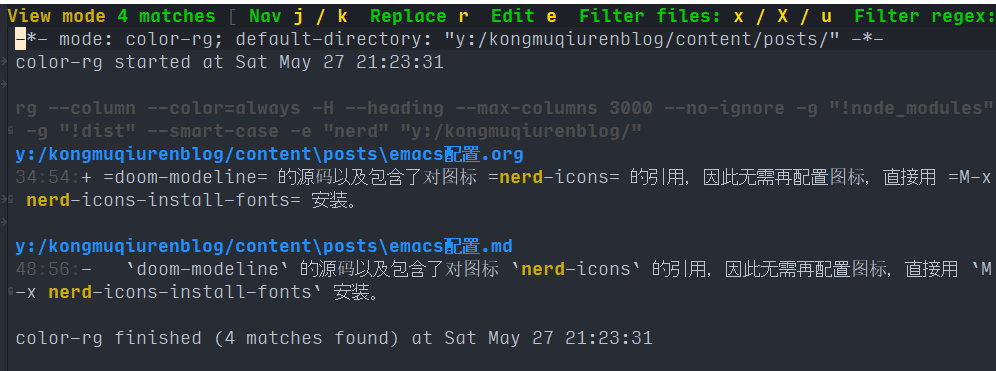 View mode 4 matches [ Nav j / k  Replace r  Edit e  Filter files: x / X / u  Filter regex:
-*- mode: color-rg; default-directory: "y:/kongmuqiurenblog/content/posts/" -*-
color-rg started at Sat May 27 21:23:31
rg --column --color=always -H --heading --max-columns 3000 --no-ignore -g "!node_modules"
-g "!dist" --smart-case -e "nerd" "y:/kongmuqiurenblog/"
y:/kongmuqiurenblog/content\posts\emacs配置.org
34:54:+ =doom-modeline= 的源码以及包含了对图标 =nerd-icons= 的引用，因此无需再配置图标，直接用 =M-x
nerd-icons-install-fonts= 安装。
y:/kongmuqiurenblog/content\posts\emacs配置.md
48:56:-   `doom-modeline` 的源码以及包含了对图标 `nerd-icons` 的引用，因此无需再配置图标，直接用 `M
-x nerd-icons-install-fonts` 安装。
color-rg finished (4 matches found) at Sat May 27 21:23:31